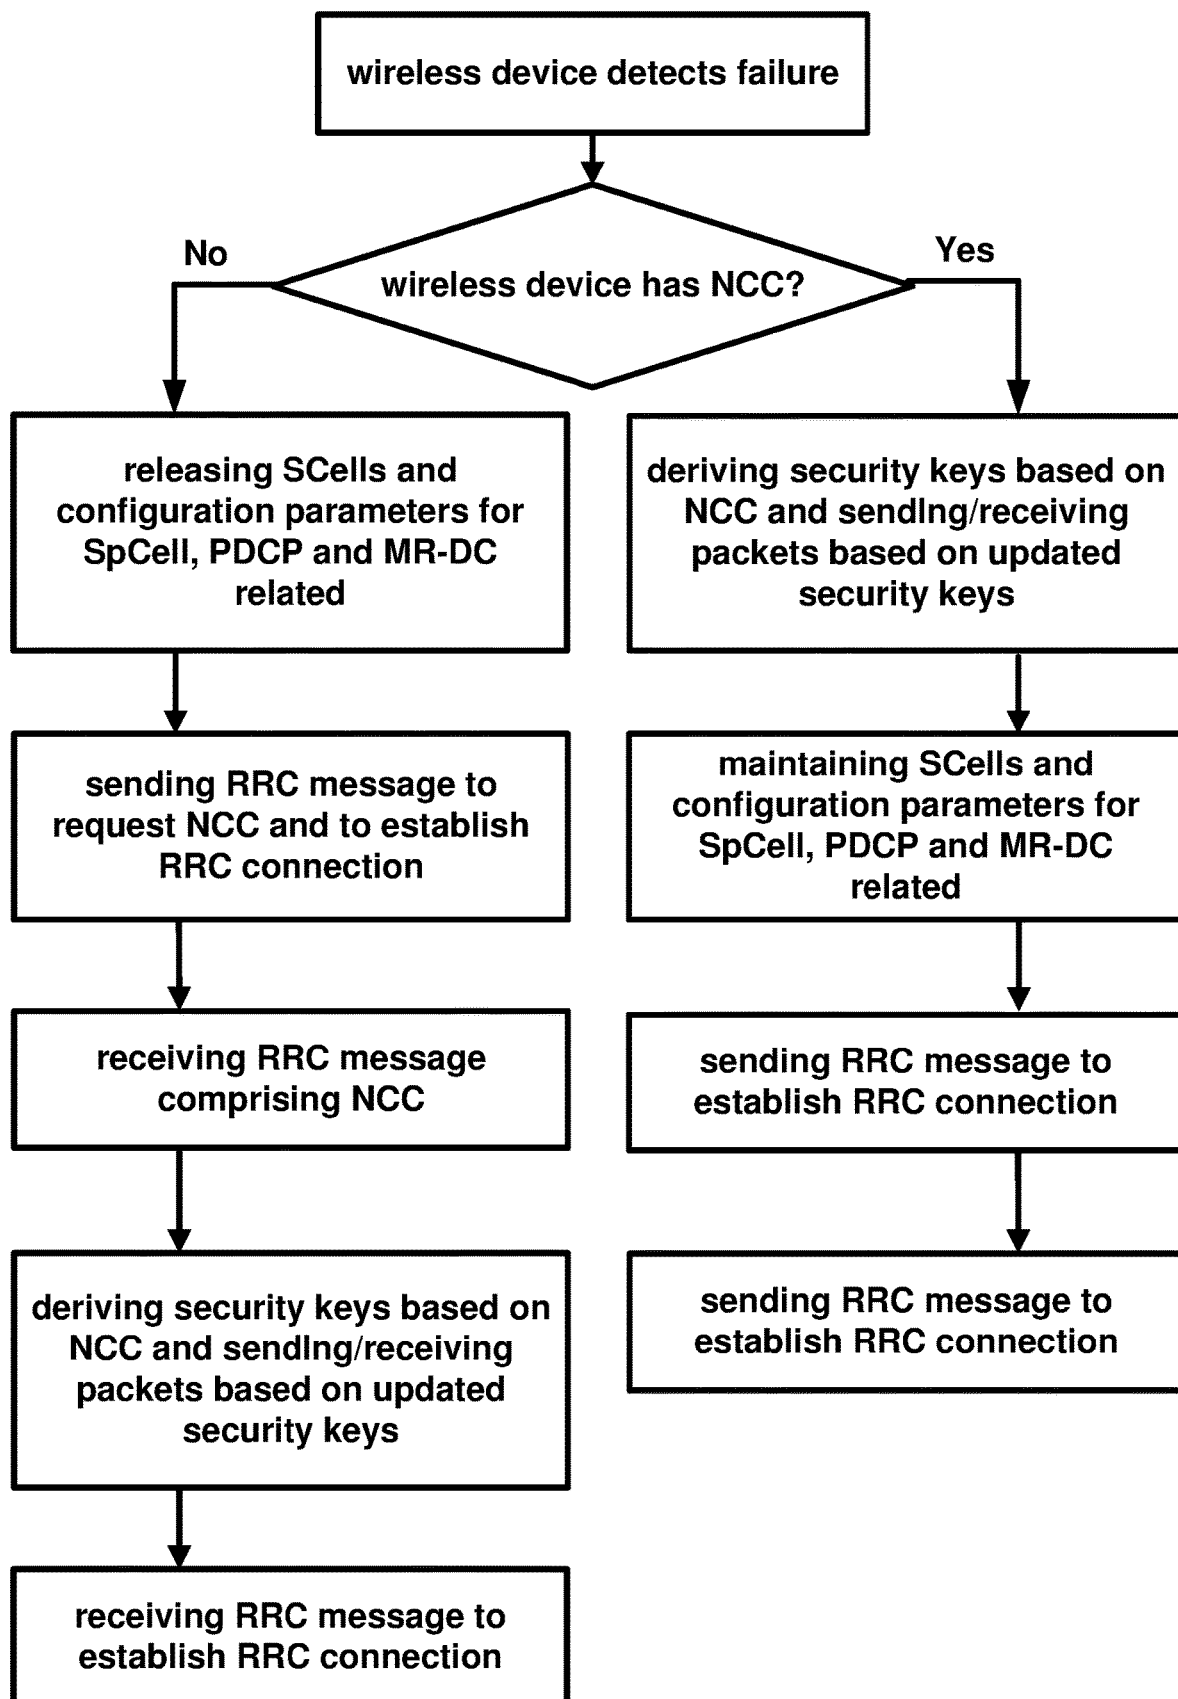 wireless device detects failure
No
Yes
wireless device has NCC?
releasing SCells and
configuration parameters for
SpCell, PDCP and MR-DC
related
deriving security keys based on
NCC and sendIng/receiving
packets based on updated
security keys
sending RRC message to
request NCC and to establish
RRC connection
maintaining SCells and
configuration parameters for
SpCell, PDCP and MR-DC
related
receiving RRC message
comprising NCC
sending RRC message to
establish RRC connection
deriving security keys based on
NCC and sendIng/receiving
packets based on updated
security keys
sending RRC message to
establish RRC connection
receiving RRC message to
establish RRC connection